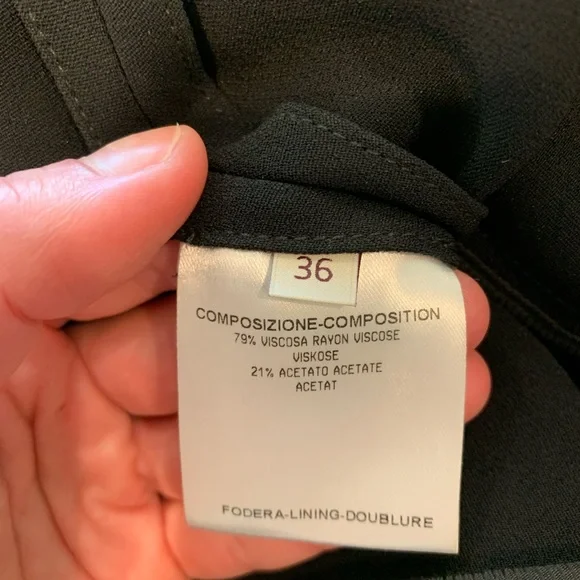 36
COMPOSIZIONE-COMPOSITION
79% VISCOSA RAYON VISCOSE
VISKOSE
21% ACETATO ACETATE
ACETAT
FODERA-LINING-DOUBLURE